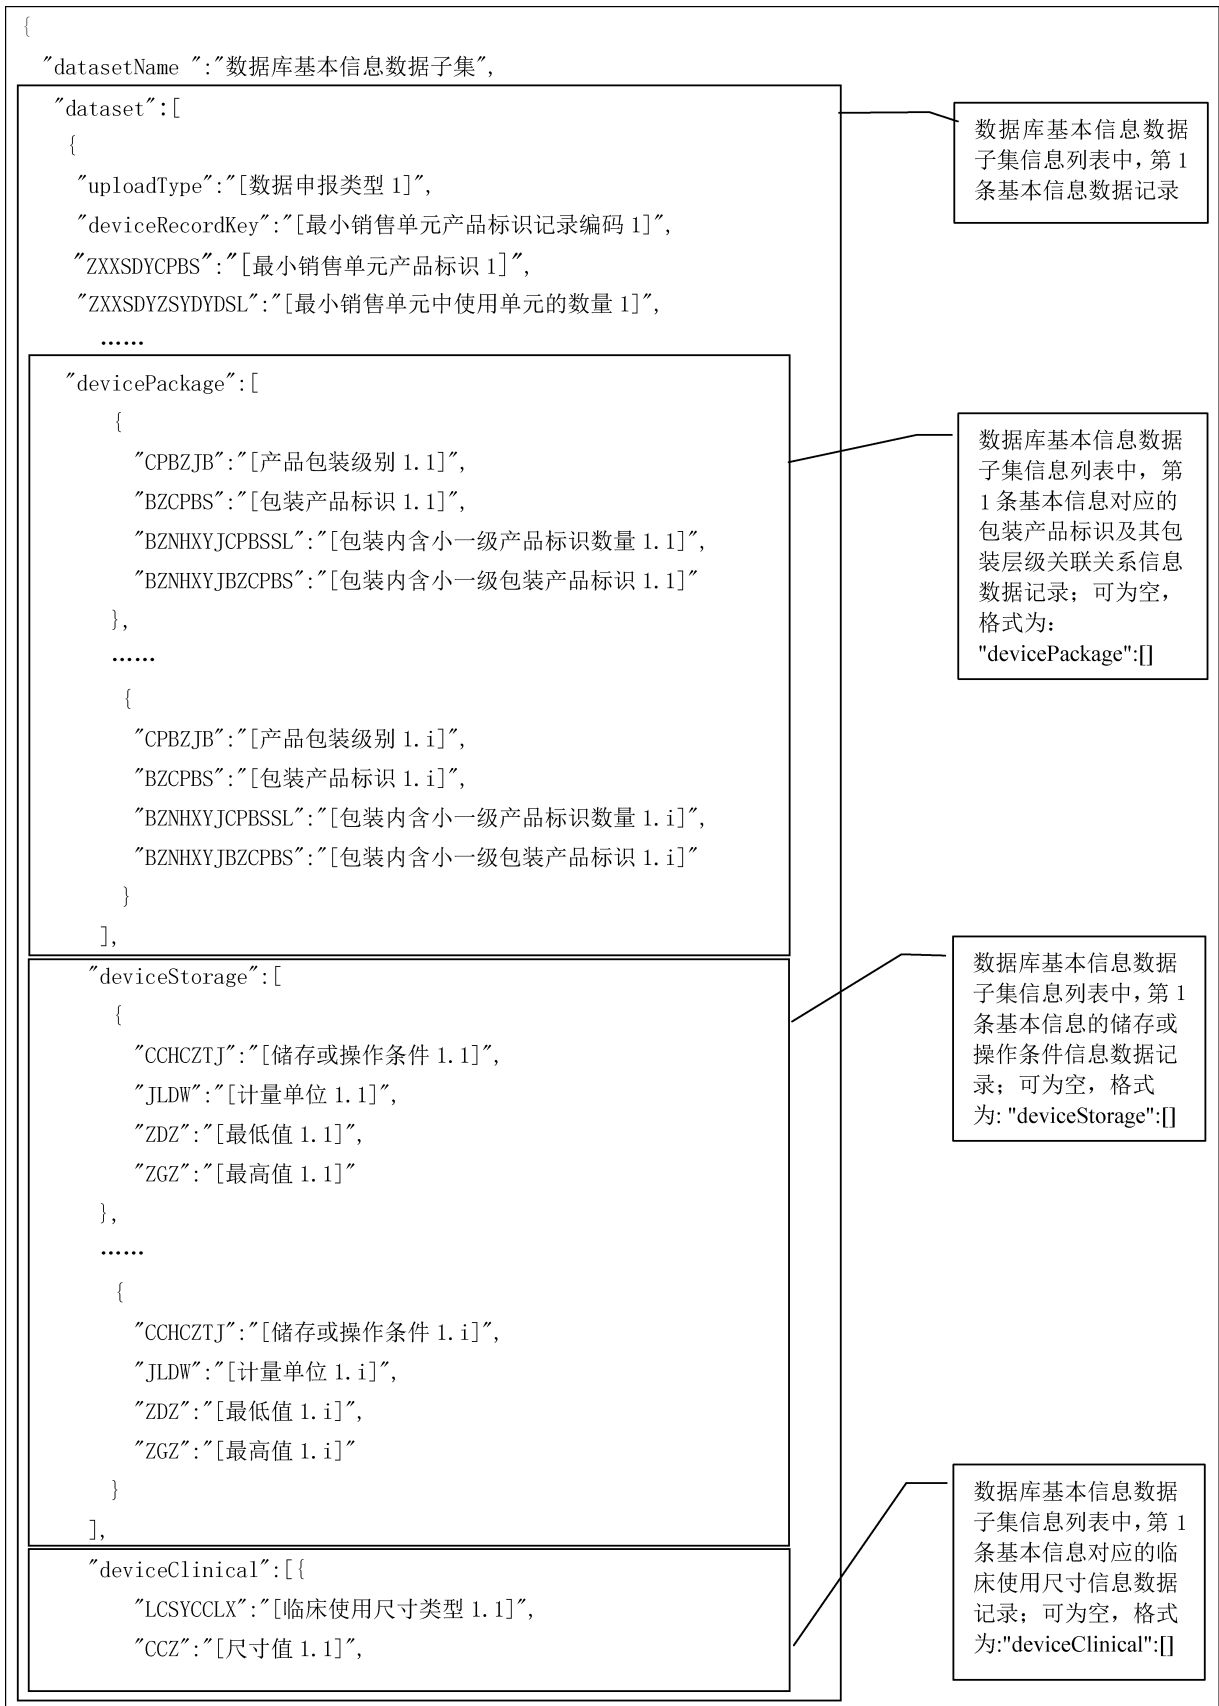 {
"datasetName ":"数据库基本信息数据子集",
"dataset":[
{
"uploadType":"[数据申报类型 1]",
"deviceRecordKey":"[最小销售单元产品标识记录编码 1]",
"ZXXSDYCPBS":"[最小销售单元产品标识 1]",
"ZXXSDYZSYDYDSL":"[最小销售单元中使用单元的数量 1]",
……
"devicePackage":[
{
"CPBZJB":"[产品包装级别 1.1]",
"BZCPBS":"[包装产品标识 1.1]",
"BZNHXYJCPBSSL":"[包装内含小一级产品标识数量 1.1]",
"BZNHXYJBZCPBS":"[包装内含小一级包装产品标识 1.1]"
},
……
{
"CPBZJB":"[产品包装级别 1.i]",
"BZCPBS":"[包装产品标识 1.i]",
"BZNHXYJCPBSSL":"[包装内含小一级产品标识数量 1.i]",
"BZNHXYJBZCPBS":"[包装内含小一级包装产品标识 1.i]"
}
],
"deviceStorage":[
{
"CCHCZTJ":"[储存或操作条件 1.1]",
"JLDW":"[计量单位 1.1]",
"ZDZ":"[最低值 1.1]",
"ZGZ":"[最高值 1.1]"
},
……
{
"CCHCZTJ":"[储存或操作条件 1.i]",
"JLDW":"[计量单位 1.i]",
"ZDZ":"[最低值 1.i]",
"ZGZ":"[最高值 1.i]"
}
],
"deviceClinical":[{
"LCSYCCLX":"[临床使用尺寸类型 1.1]",
"CCZ":"[尺寸值 1.1]",
数据库基本信息数据
子集信息列表中，第 1
条基本信息数据记录
数据库基本信息数据
子集信息列表中，第
1 条基本信息对应的
包装产品标识及其包
装层级关联关系信息
数据记录；可为空，
格式为：
"devicePackage":[]
数据库基本信息数据
子集信息列表中，第 1
条基本信息的储存或
操作条件信息数据记
录；可为空，格式
为: "deviceStorage":[]
数据库基本信息数据
子集信息列表中，第 1
条基本信息对应的临
床使用尺寸信息数据
记录；可为空，格式
为:"deviceClinical":[]